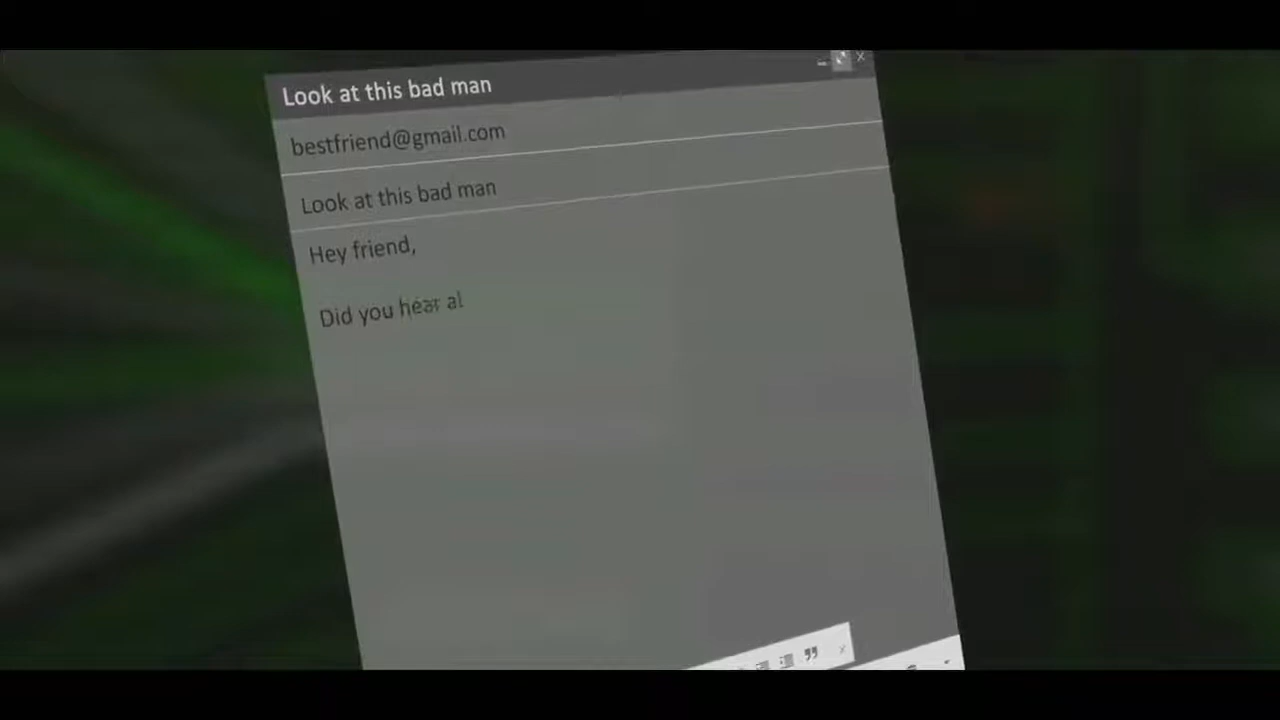 Look at this bad man
bestfriend@gmail.com
Look at this bad man
Hey friend,
Did you hear